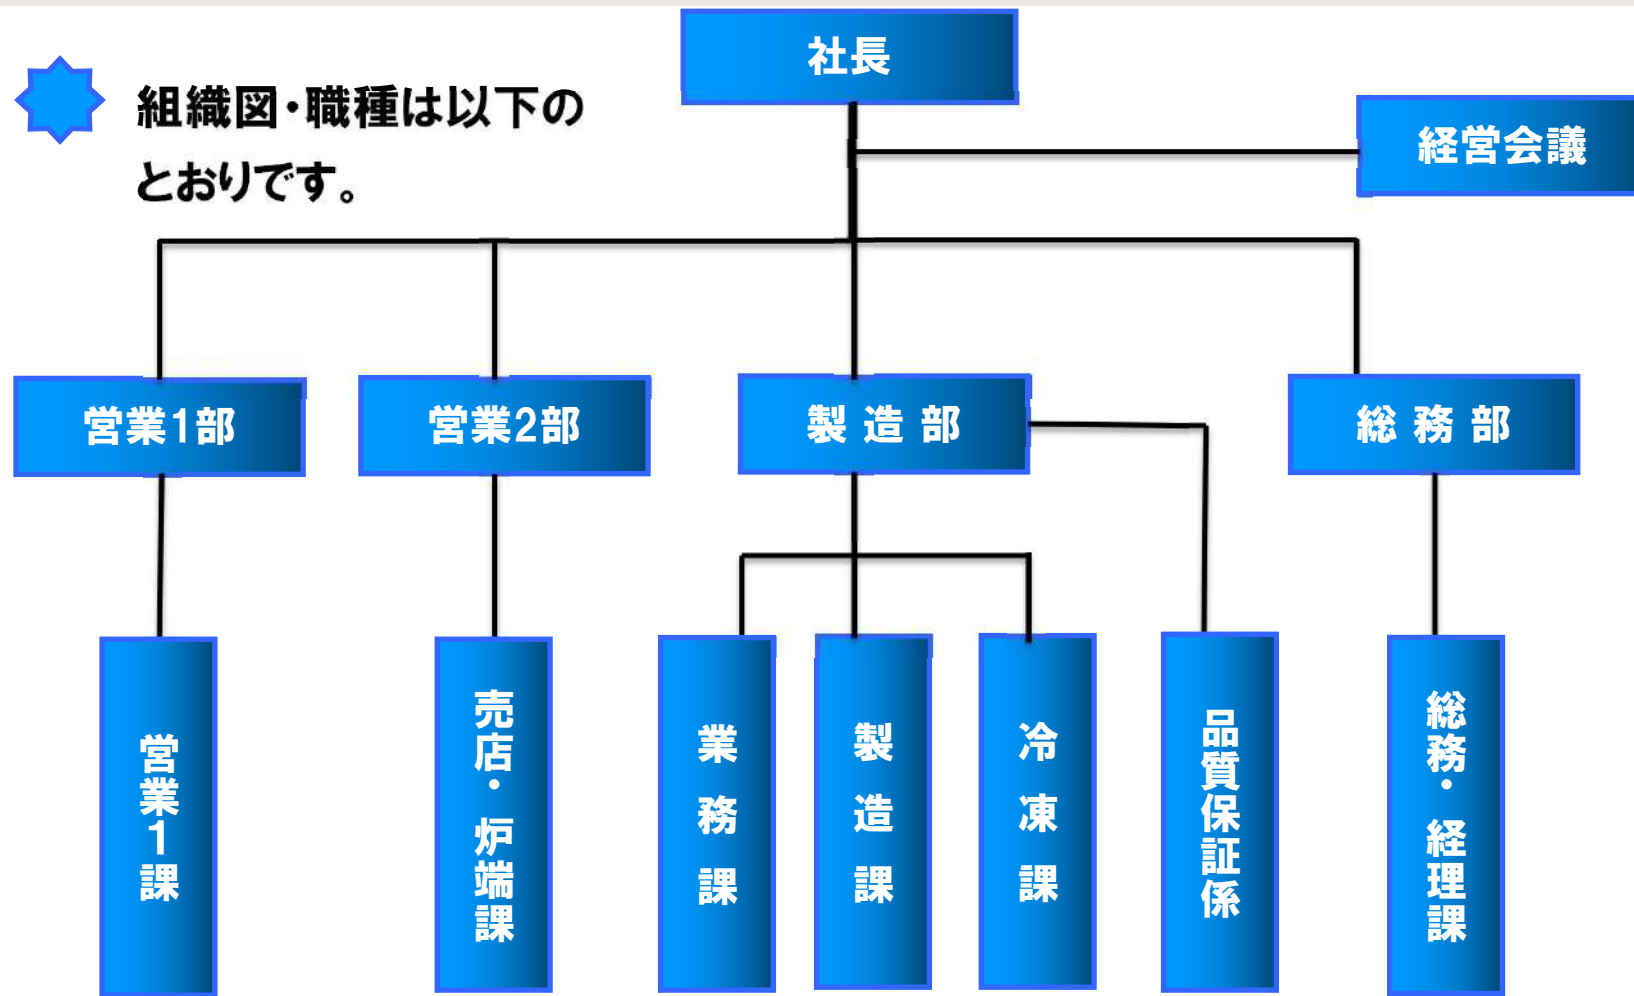 社長
組織図・職種は以下の
とおりです。
経営会議
営業1部
営業2部
製造部
総務部
営業1課
売店・炉端課
業務課
製造課
冷凍課
品質保証係
総務・経理課